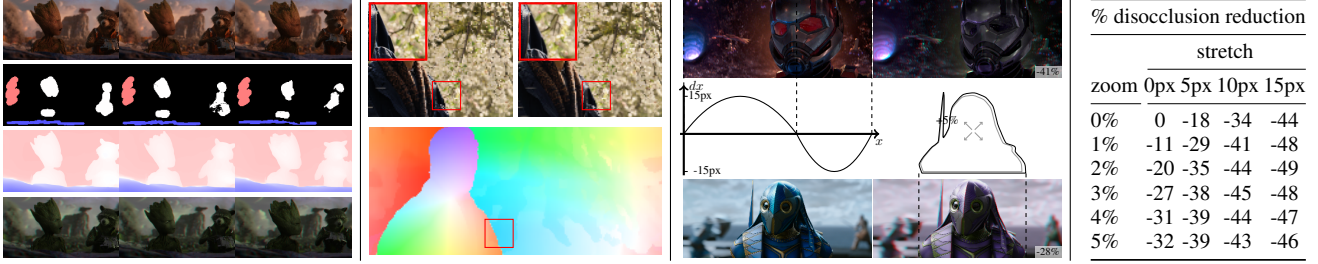 -41%
dx
-15px
x
- -15px
+5%
-28%
% disocclusion reduction
stretch
zoom 0px 5px 10px 15px
0% 0 -18 -34 -44
1% -11 -29 -41 -48
2% -20 -35 -44 -49
3% -27 -38 -45 -48
4% -31 -39 -44 -47
5% -32 -39 -43 -46